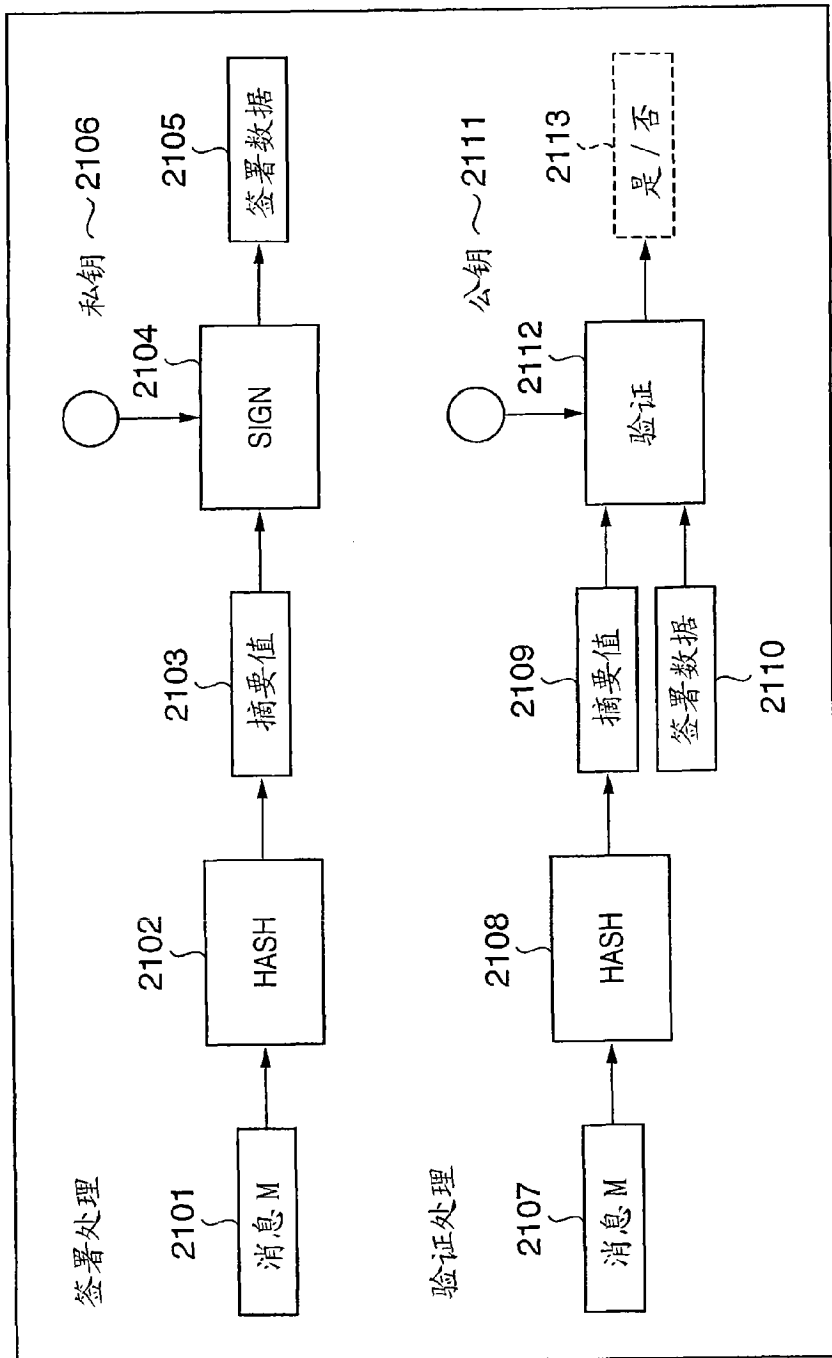 签署处理
私钥～2106
2101
2102
2103
2104
2105
消息 M
HASH
摘要值
SIGN
签署数据
验证处理
公钥～2111
2107
2108
2109
2112
2113
消息 M
HASH
摘要值
验证
是/否
签署数据
2110